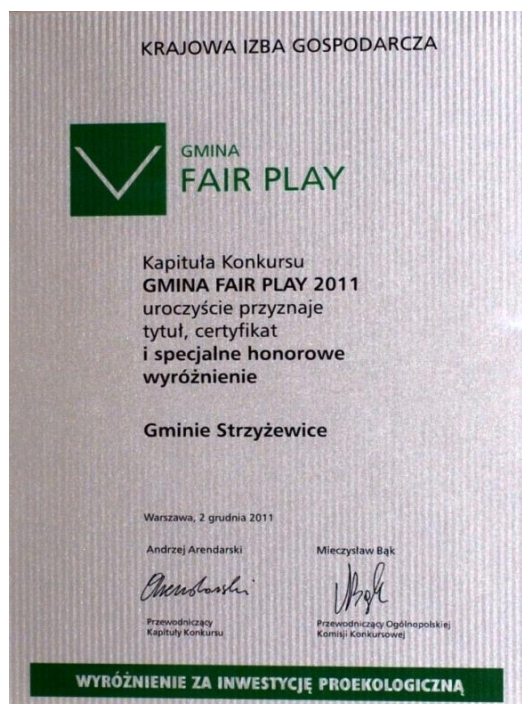 KRAJOWA IZBA GOSPODARCZA
GMINA
FAIR PLAY
Kapituła Konkursu
GMINA FAIR PLAY 2011
uroczyście przyznaje
tytuł, certyfikat
i specjalne honorowe
wyróżnienie
Gminie Strzyżewice
Warszawa, 2 grudnia 2011
Andrzej Arendarski
Mieczysław Bąk
Arendarski
MBąk
Przewodniczący
Kapituły Konkursu
Przewodniczący Ogólnopolskiej
Komisji Konkursowej
WYRÓŻNIENIE ZA INWESTYCJĘ PROEKOLOGICZNĄ